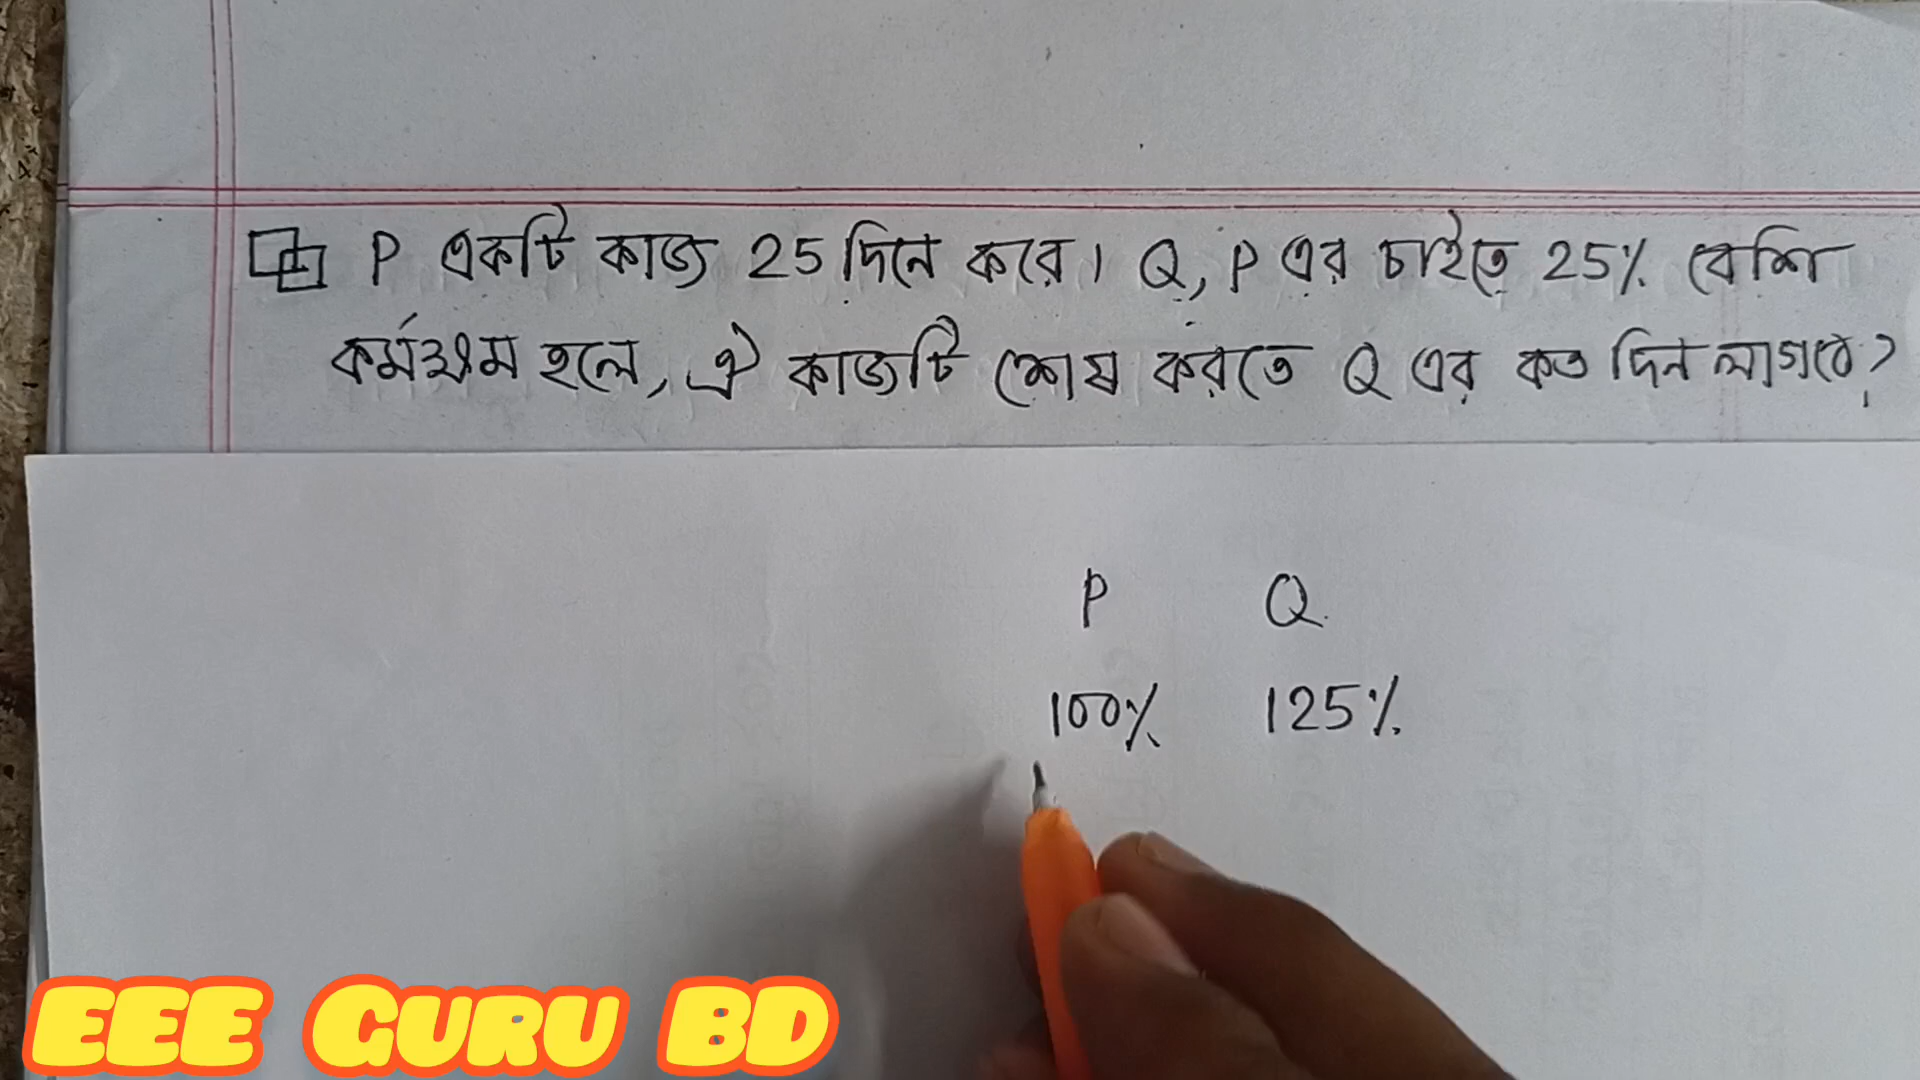 P একটি কাজ 25 দিনে করে। Q, P এর চাইতে 25% বেশি
কর্মক্ষম হলে, ঐ কাজটি শেষ করতে Q এর কত দিন লাগবে?
P Q
100% 125%
EEE GURU BD